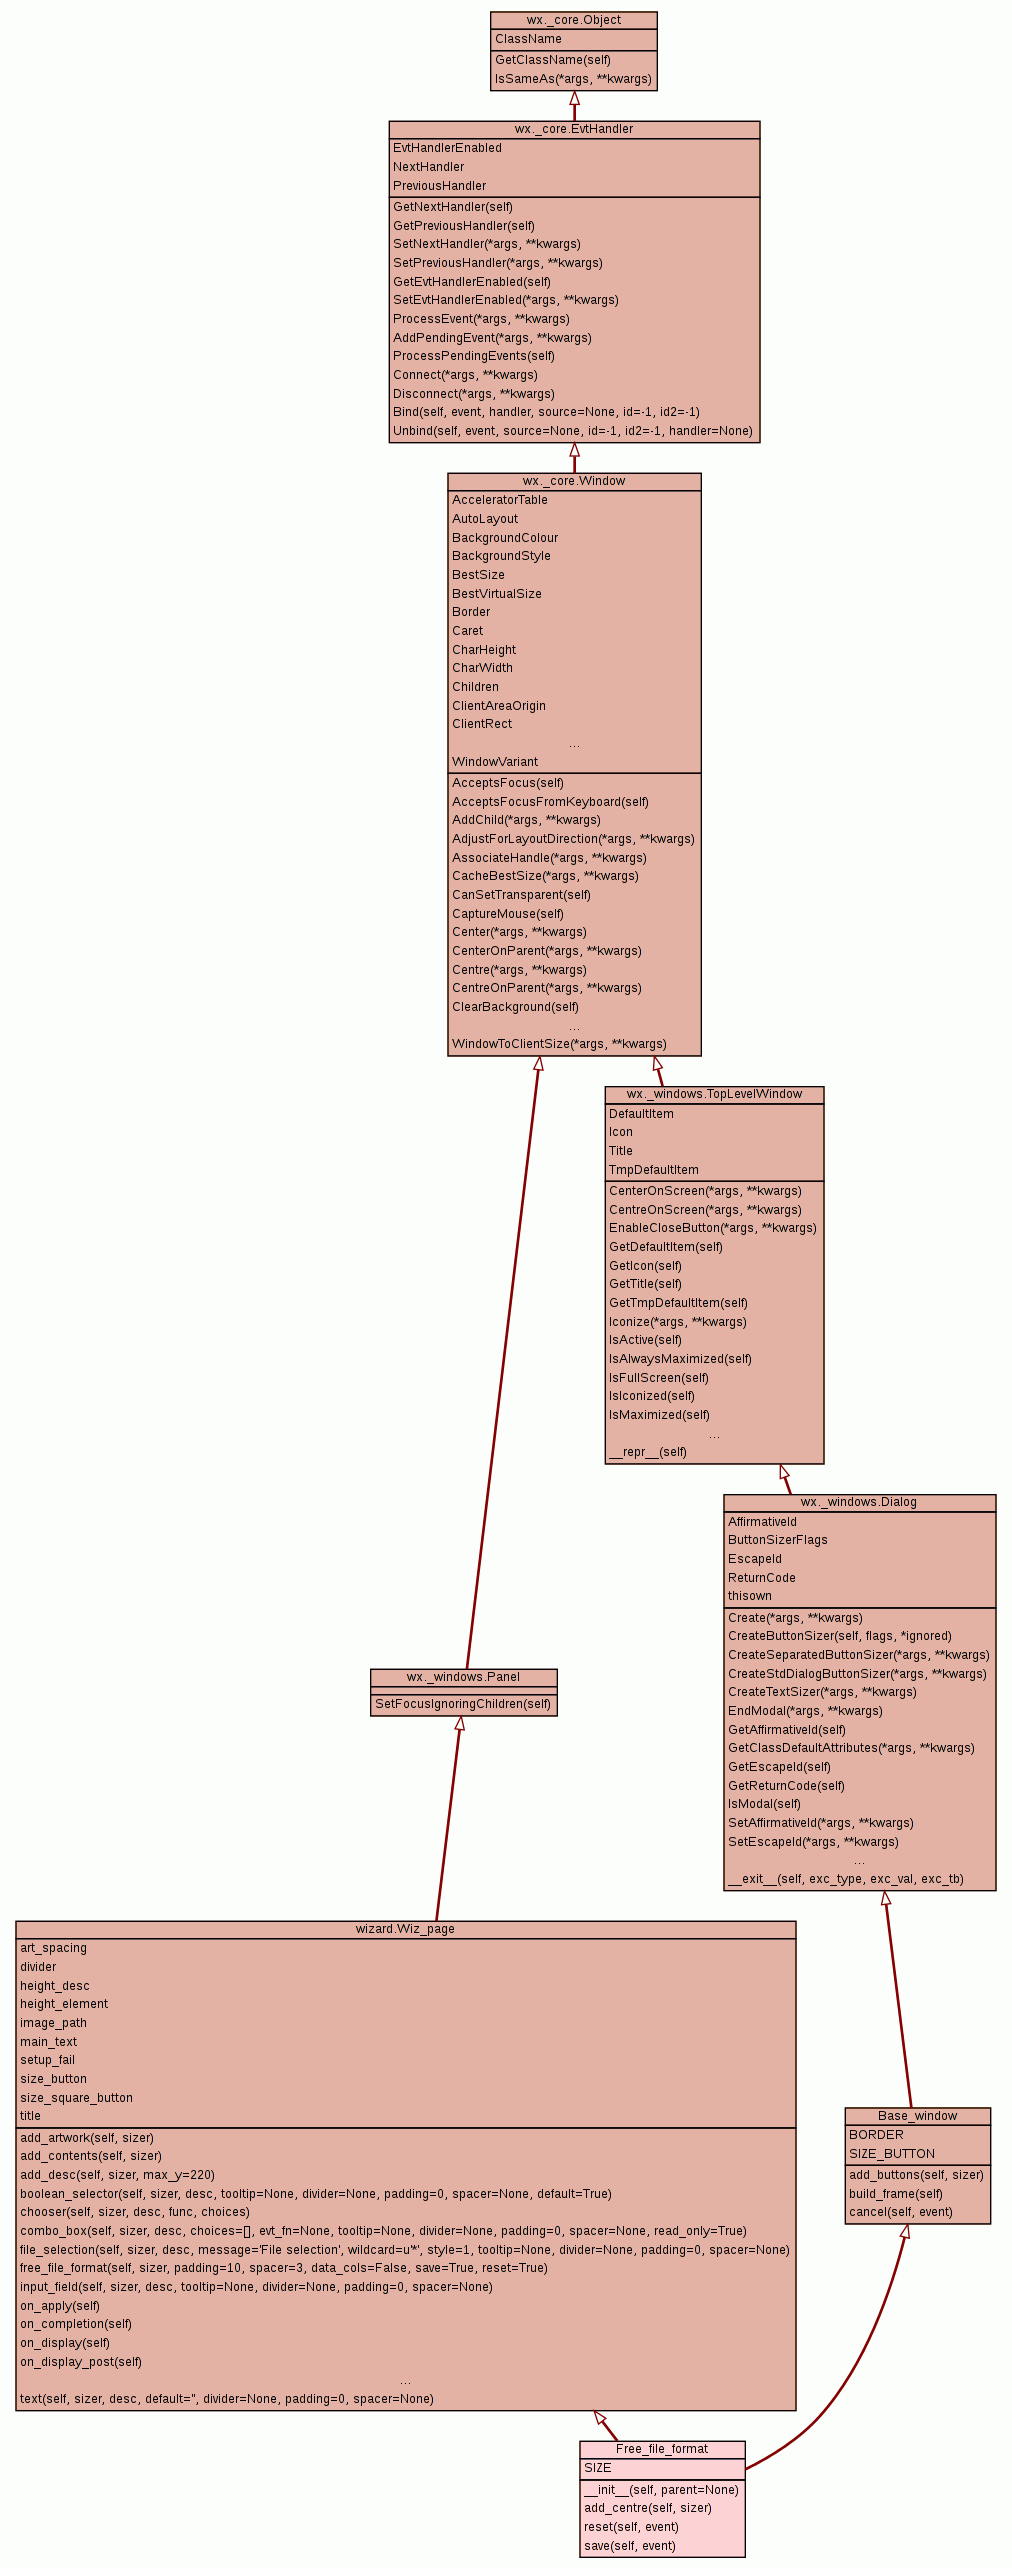 wx._core.Object
ClassName
GetClassName(self)
IsSameAs(*args, **kwargs)
wx._core.EvtHandler
EvtHandlerEnabled
NextHandler
PreviousHandler
GetNextHandler(self)
GetPreviousHandler(self)
SetNextHandler(*args, **kwargs)
SetPreviousHandler(*args, **kwargs)
GetEvtHandlerEnabled(self)
SetEvtHandlerEnabled(*args, **kwargs)
ProcessEvent(*args, **kwargs)
AddPendingEvent(*args, **kwargs)
ProcessPendingEvents(self)
Connect(*args, **kwargs)
Disconnect(*args, **kwargs)
Bind(self, event, handler, source=None, id=-1, id2=-1)
Unbind(self, event, source=None, id=-1, id2=-1, handler=None)
wx._core.Window
AcceleratorTable
AutoLayout
BackgroundColour
BackgroundStyle
BestSize
BestVirtualSize
Border
Caret
CharHeight
CharWidth
Children
ClientAreaOrigin
ClientRect
...
WindowVariant
AcceptsFocus(self)
AcceptsFocusFromKeyboard(self)
AddChild(*args, **kwargs)
AdjustForLayoutDirection(*args, **kwargs)
AssociateHandle(*args, **kwargs)
CacheBestSize(*args, **kwargs)
CanSetTransparent(self)
CaptureMouse(self)
Center(*args, **kwargs)
CenterOnParent(*args, **kwargs)
Centre(*args, **kwargs)
CentreOnParent(*args, **kwargs)
ClearBackground(self)
...
WindowToClientSize(*args, **kwargs)
wx._windows.TopLevelWindow
DefaultItem
Icon
Title
TmpDefaultItem
CenterOnScreen(*args, **kwargs)
CentreOnScreen(*args, **kwargs)
EnableCloseButton(*args, **kwargs)
GetDefaultItem(self)
GetIcon(self)
GetTitle(self)
GetTmpDefaultItem(self)
Iconize(*args, **kwargs)
IsActive(self)
IsAlwaysMaximized(self)
IsFullScreen(self)
IsIconized(self)
IsMaximized(self)
...
__repr__(self)
wx._windows.Dialog
AffirmativeId
ButtonSizerFlags
EscapeId
ReturnCode
thisown
Create(*args, **kwargs)
CreateButtonSizer(self, flags, *ignored)
CreateSeparatedButtonSizer(*args, **kwargs)
CreateStdDialogButtonSizer(*args, **kwargs)
CreateTextSizer(*args, **kwargs)
EndModal(*args, **kwargs)
GetAffirmativeId(self)
GetClassDefaultAttributes(*args, **kwargs)
GetEscapeId(self)
GetReturnCode(self)
IsModal(self)
SetAffirmativeId(*args, **kwargs)
SetEscapeId(*args, **kwargs)
...
__exit__(self, exc_type, exc_val, exc_tb)
wx._windows.Panel
SetFocusIgnoringChildren(self)
wizard.Wiz_page
art_spacing
divider
height_desc
height_element
image_path
main_text
setup_fail
size_button
size_square_button
title
add_artwork(self, sizer)
add_contents(self, sizer)
add_desc(self, sizer, max_y=220)
boolean_selector(self, sizer, desc, tooltip=None, divider=None, padding=0, spacer=None, default=True)
chooser(self, sizer, desc, func, choices)
combo_box(self, sizer, desc, choices=[], evt_fn=None, tooltip=None, divider=None, padding=0, spacer=None, read_only=True)
file_selection(self, sizer, desc, message='File selection', wildcard=u'*', style=1, tooltip=None, divider=None, padding=0, spacer=None)
free_file_format(self, sizer, padding=10, spacer=3, data_cols=False, save=True, reset=True)
input_field(self, sizer, desc, tooltip=None, divider=None, padding=0, spacer=None)
on_apply(self)
on_completion(self)
on_display(self)
on_display_post(self)
...
text(self, sizer, desc, default='', divider=None, padding=0, spacer=None)
Base_window
BORDER
SIZE_BUTTON
add_buttons(self, sizer)
build_frame(self)
cancel(self, event)
Free_file_format
SIZE
__init__(self, parent=None)
add_centre(self, sizer)
reset(self, event)
save(self, event)